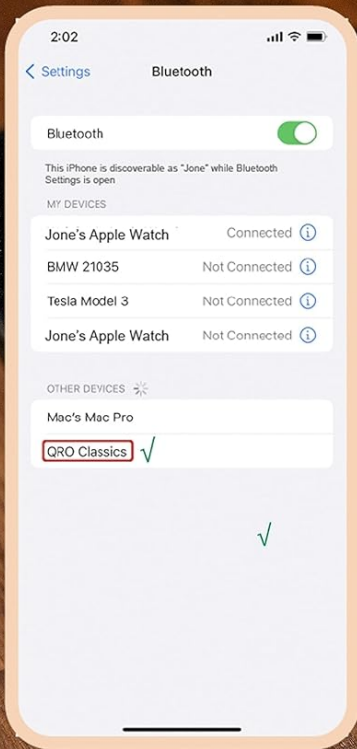 2:02
Settings
Bluetooth
Bluetooth
This iPhone is discoverable as "Jone" while Bluetooth
Settings is open
MY DEVICES
Jone's Apple Watch Connected
BMW 21035 Not Connected
Tesla Model 3 Not Connected
Jone's Apple Watch Not Connected
OTHER DEVICES
Mac's Mac Pro
QRO Classics √
√